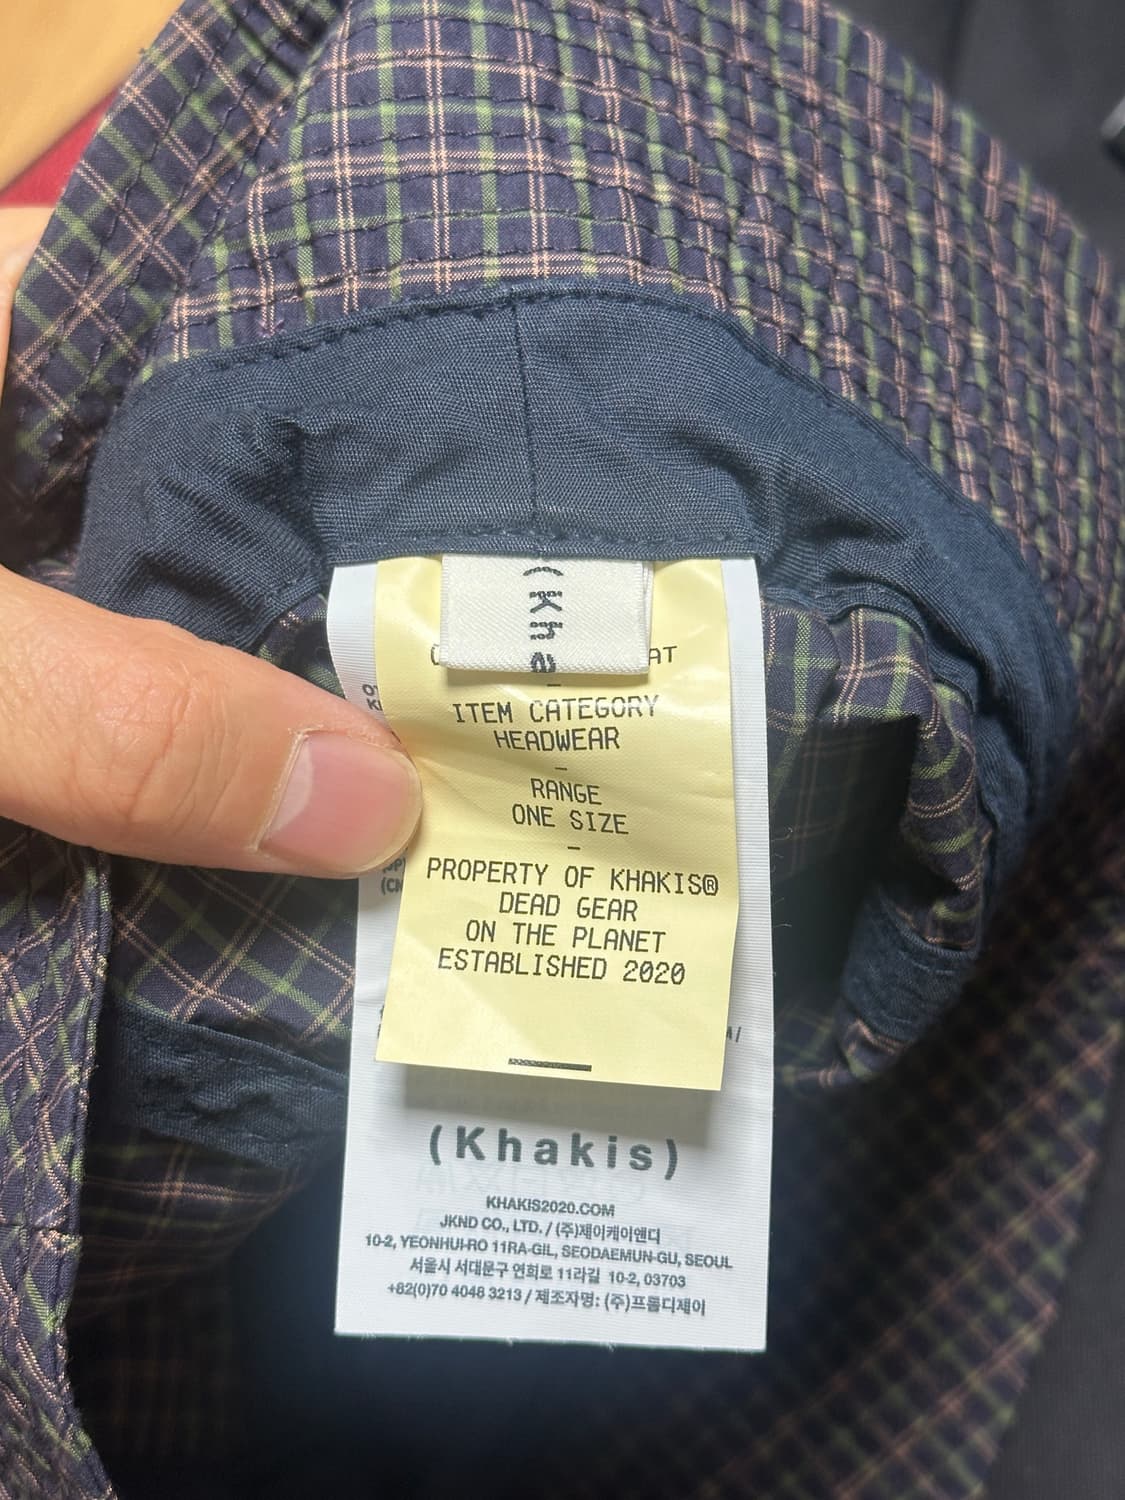 (Kha
AT
ITEM CATEGORY
HEADWEAR
–
RANGE
ONE SIZE
–
PROPERTY OF KHAKIS®
DEAD GEAR
ON THE PLANET
ESTABLISHED 2020
(Khakis)
KHAKIS2020.COM
JKND CO., LTD. / (주)제이케이앤디
10-2, YEONHUI-RO 11RA-GIL, SEODAEMUN-GU, SEOUL
서울시 서대문구 연희로 11라길 10-2, 03703
+82(0)70 4048 3213 / 제조자명: (주)프롬디제이